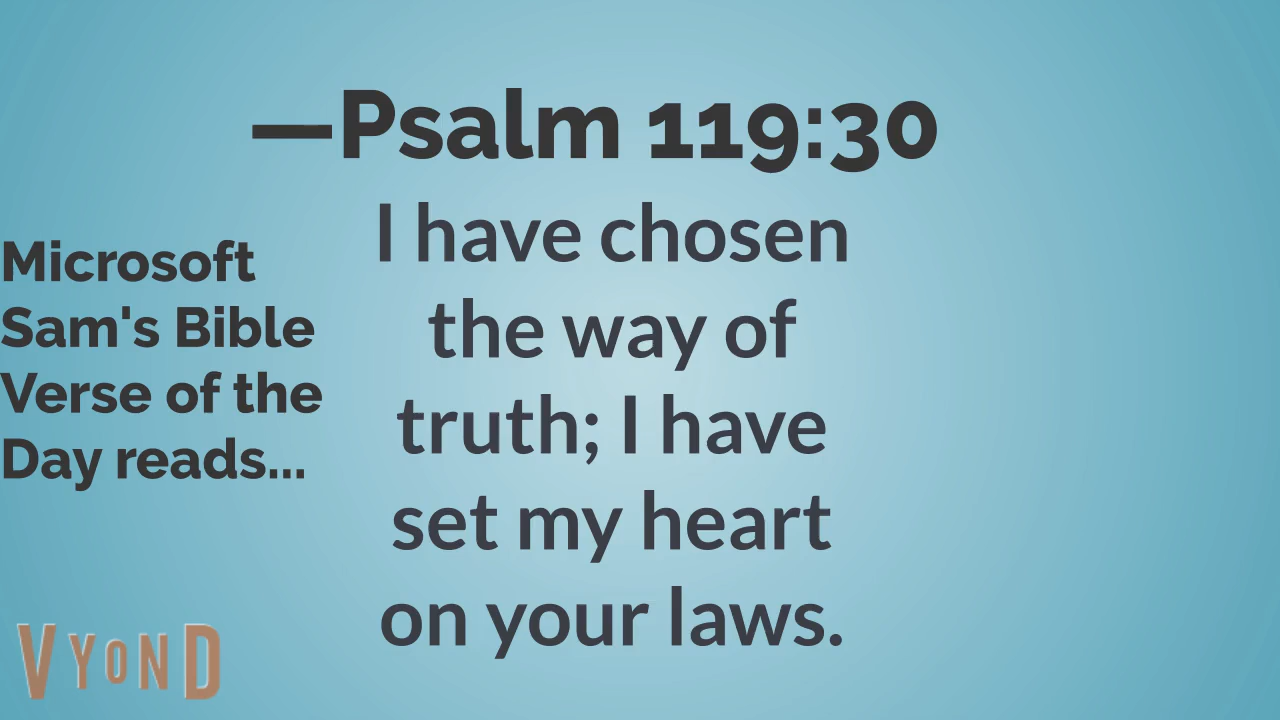 —Psalm 119:30
Microsoft
Sam's Bible
Verse of the
Day reads...
I have chosen
the way of
truth; I have
set my heart
on your laws.
VYOND